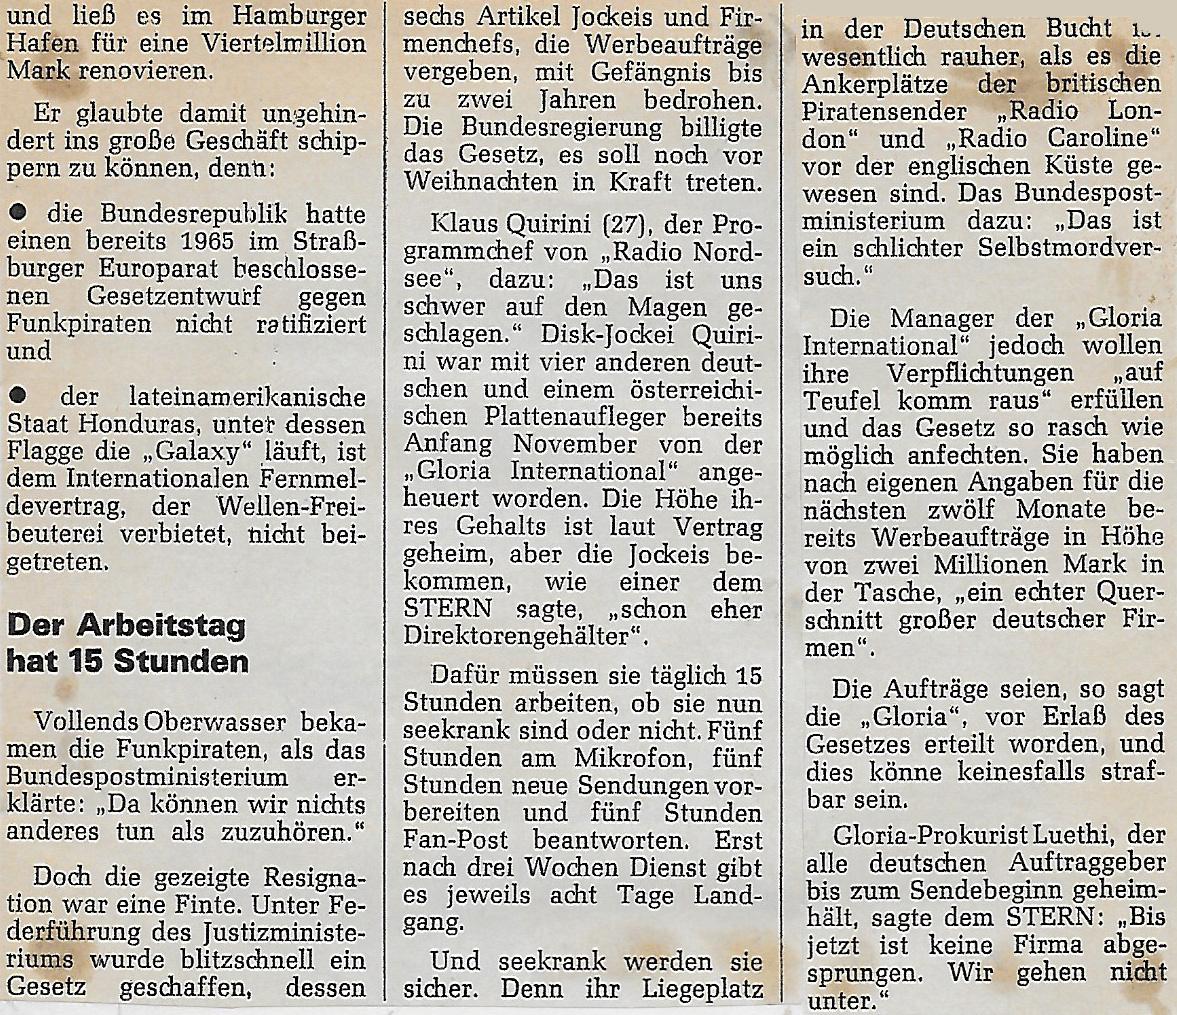 und ließ es im Hamburger
Hafen für eine Viertelmillion
Mark renovieren.
Er glaubte damit ungehin-
dert ins große Geschäft schip-
pern zu können, denn:
● die Bundesrepublik hatte
einen bereits 1965 im Straß-
burger Europarat beschlosse-
nen Gesetzentwurf gegen
Funkpiraten nicht ratifiziert
und
● der lateinamerikanische
Staat Honduras, unter dessen
Flagge die „Galaxy“ läuft, ist
dem Internationalen Fernmel-
devertrag, der Wellen-Frei-
beuterei verbietet, nicht bei-
getreten.
Der Arbeitstag
hat 15 Stunden
Vollends Oberwasser beka-
men die Funkpiraten, als das
Bundespostministerium er-
klärte: „Da können wir nichts
anderes tun als zuzuhören.“
Doch die gezeigte Resigna-
tion war eine Finte. Unter Fe-
derführung des Justizministe-
riums wurde blitzschnell ein
Gesetz geschaffen, dessen
sechs Artikel Jockeis und Fir-
menchefs, die Werbeaufträge
vergeben, mit Gefängnis bis
zu zwei Jahren bedrohen.
Die Bundesregierung billigte
das Gesetz, es soll noch vor
Weihnachten in Kraft treten.
Klaus Quirini (27), der Pro-
grammchef von „Radio Nord-
see“, dazu: „Das ist uns
schwer auf den Magen ge-
schlagen.“ Disk-Jockei Quiri-
ni war mit vier anderen deut-
schen und einem österreichi-
schen Plattenaufleger bereits
Anfang November von der
„Gloria International“ ange-
heuert worden. Die Höhe ih-
res Gehalts ist laut Vertrag
geheim, aber die Jockeis be-
kommen, wie einer dem
STERN sagte, „schon eher
Direktorengehälter“.
Dafür müssen sie täglich 15
Stunden arbeiten, ob sie nun
seekrank sind oder nicht. Fünf
Stunden am Mikrofon, fünf
Stunden neue Sendungen vor-
bereiten und fünf Stunden
Fan-Post beantworten. Erst
nach drei Wochen Dienst gibt
es jeweils acht Tage Land-
gang.
Und seekrank werden sie
sicher. Denn ihr Liegeplatz
in der Deutschen Bucht
wesentlich rauher, als es die
Ankerplätze der britischen
Piratensender „Radio Lon-
don“ und „Radio Caroline“
vor der englischen Küste ge-
wesen sind. Das Bundespost-
ministerium dazu: „Das ist
ein schlichter Selbstmordver-
such.“
Die Manager der „Gloria
International“ jedoch wollen
ihre Verpflichtungen „auf
Teufel komm raus“ erfüllen
und das Gesetz so rasch wie
möglich anfechten. Sie haben
nach eigenen Angaben für die
nächsten zwölf Monate be-
reits Werbeaufträge in Höhe
von zwei Millionen Mark in
der Tasche, „ein echter Quer-
schnitt großer deutscher Fir-
men“.
Die Aufträge seien, so sagt
die „Gloria“, vor Erlaß des
Gesetzes erteilt worden, und
dies könne keinesfalls straf-
bar sein.
Gloria-Prokurist Luethi, der
alle deutschen Auftraggeber
bis zum Sendebeginn geheim-
hält, sagte dem STERN: „Bis
jetzt ist keine Firma abge-
sprungen. Wir gehen nicht
unter.“